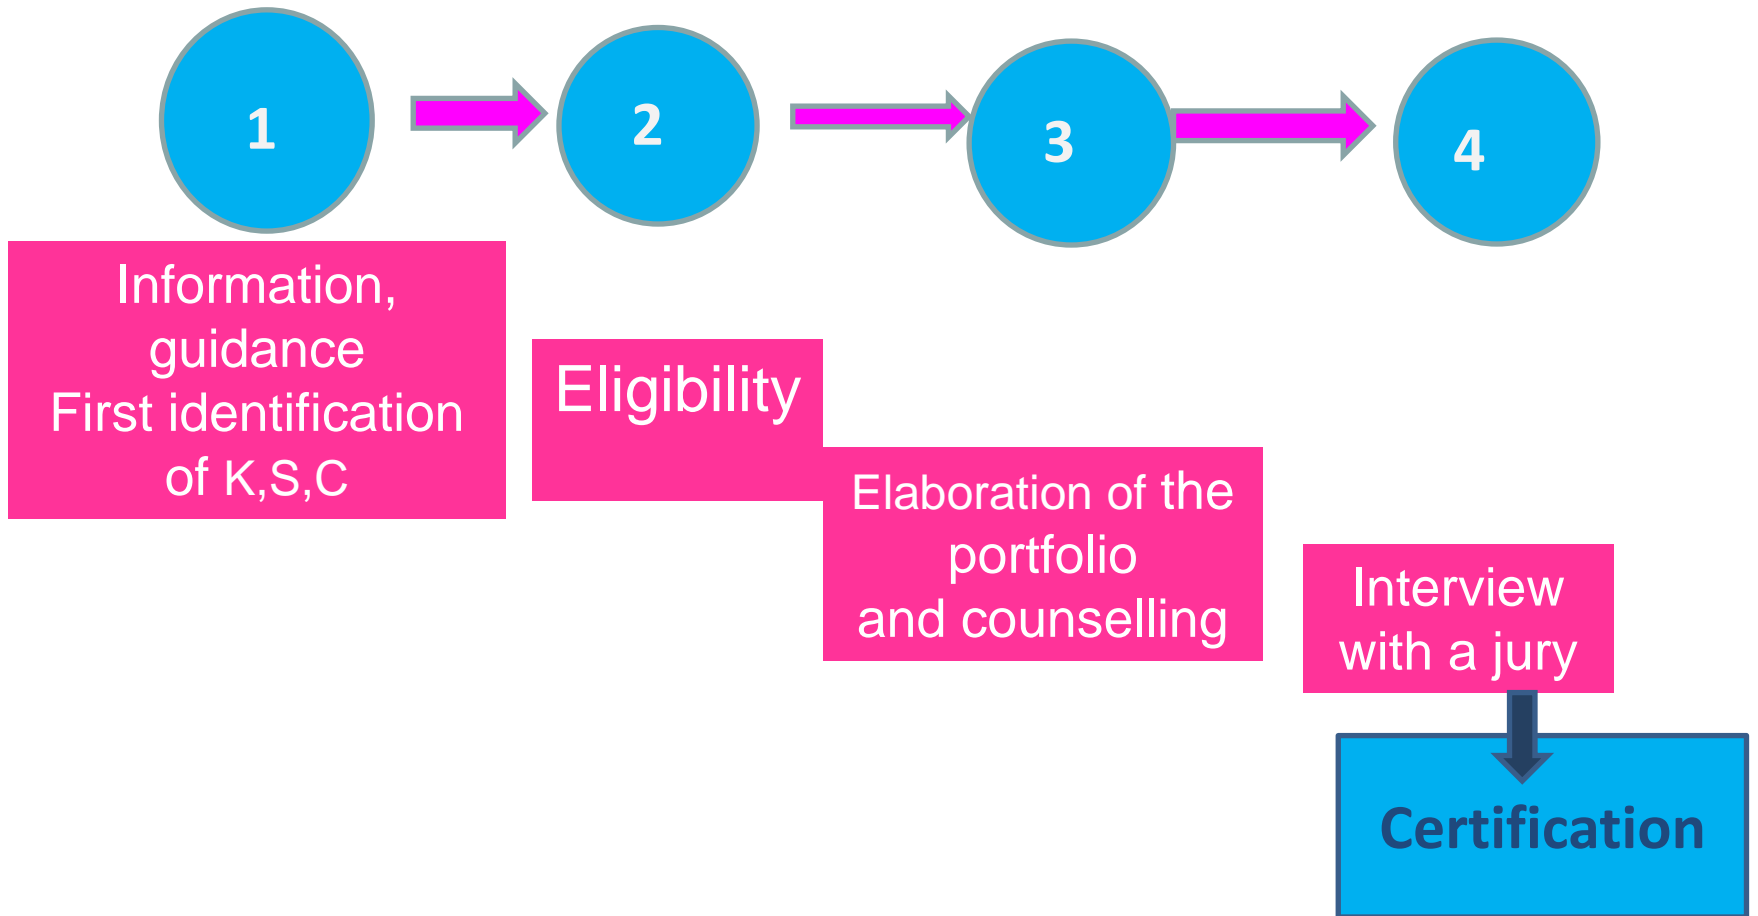 1
2
3
4
Information,
guidance
First identification
of K,S,C
Eligibility
Elaboration of the
portfolio
and counselling
Interview
with a jury
Certification